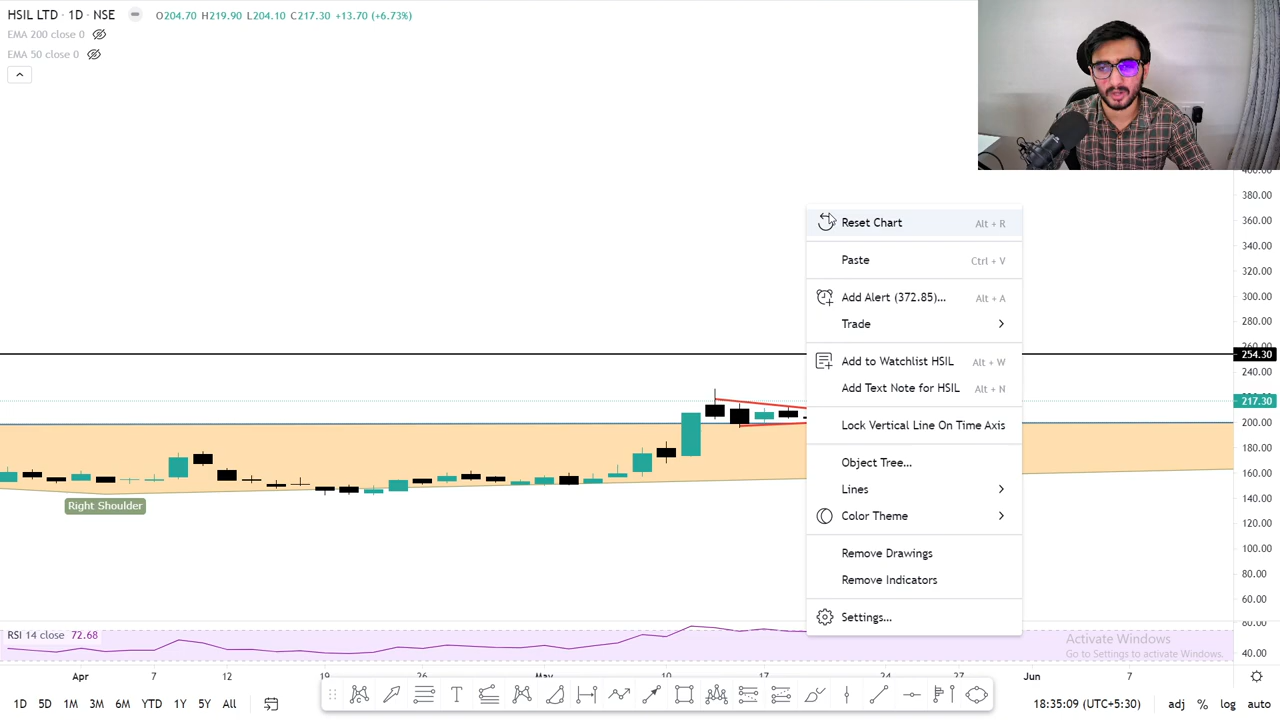 HSIL LTD · 1D · NSE
O204.70 H219.90 L204.10 C217.30 +13.70 (+6.73%)
EMA 200 close 0
EMA 50 close 0
400.00
380.00
360.00
340.00
320.00
300.00
280.00
260.00
254.30
240.00
217.30
200.00
180.00
160.00
140.00
120.00
100.00
80.00
60.00
Reset Chart Alt + R
Paste Ctrl + V
Add Alert (372.85)... Alt + A
Trade
Add to Watchlist HSIL Alt + W
Add Text Note for HSIL Alt + N
Lock Vertical Line On Time Axis
Object Tree...
Lines
Color Theme
Remove Drawings
Remove Indicators
Settings...
Right Shoulder
RSI 14 close 72.68
60.00
40.00
Activate Windows
Go to Settings to activate Windows.
Apr 7 12 19 26 May 10 17 24 27 Jun 7
1D 5D 1M 3M 6M YTD 1Y 5Y All
18:35:09 (UTC+5:30) adj % log auto